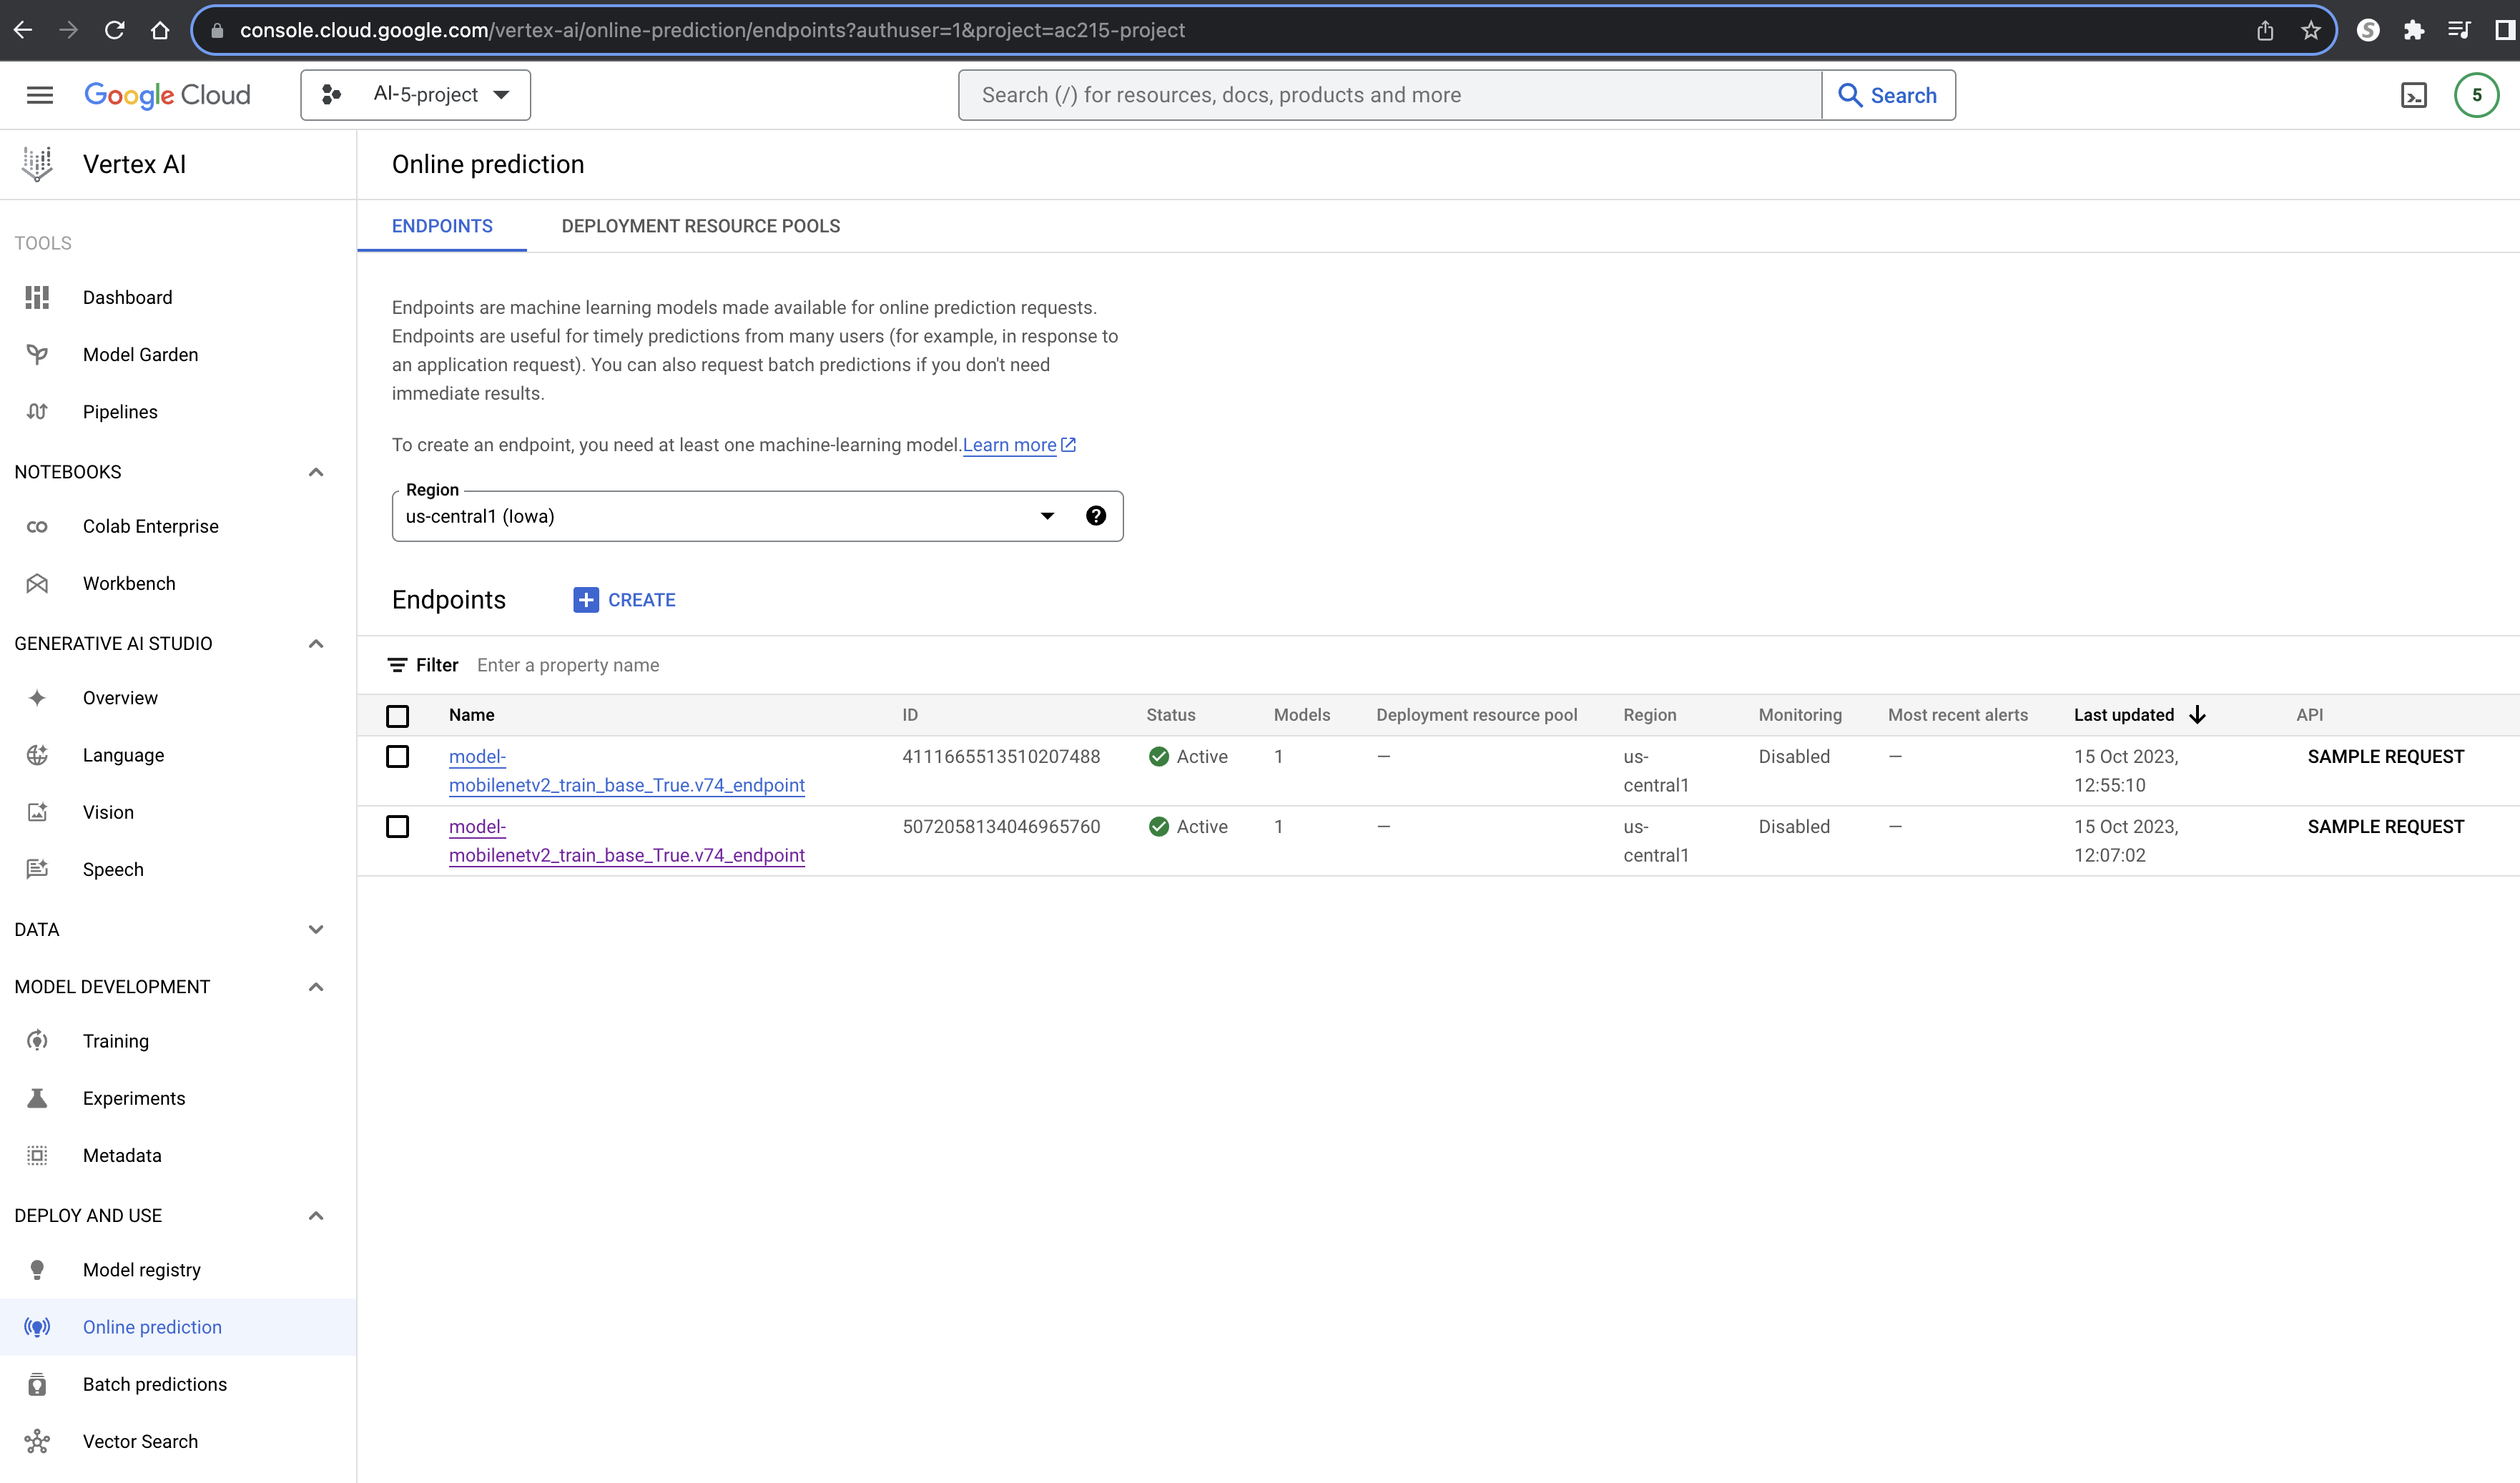 console.cloud.google.com/vertex-ai/online-prediction/endpoints?authuser=1&project=ac215-project
Google Cloud
AI-5-project
Search (/) for resources, docs, products and more
Search
5
Vertex AI
Online prediction
TOOLS
Dashboard
Model Garden
Pipelines
NOTEBOOKS
Colab Enterprise
Workbench
GENERATIVE AI STUDIO
Overview
Language
Vision
Speech
DATA
MODEL DEVELOPMENT
Training
Experiments
Metadata
DEPLOY AND USE
Model registry
Online prediction
Batch predictions
Vector Search
ENDPOINTS DEPLOYMENT RESOURCE POOLS
Endpoints are machine learning models made available for online prediction requests.
Endpoints are useful for timely predictions from many users (for example, in response to
an application request). You can also request batch predictions if you don't need
immediate results.
To create an endpoint, you need at least one machine-learning model. Learn more
Region
us-central1 (Iowa)
Endpoints CREATE
Filter Enter a property name
Name ID Status Models Deployment resource pool Region Monitoring Most recent alerts Last updated API
model- 4111665513510207488 Active 1 — us- Disabled — 15 Oct 2023, SAMPLE REQUEST
mobilenetv2_train_base_True.v74_endpoint central1 12:55:10
model- 5072058134046965760 Active 1 — us- Disabled — 15 Oct 2023, SAMPLE REQUEST
mobilenetv2_train_base_True.v74_endpoint central1 12:07:02